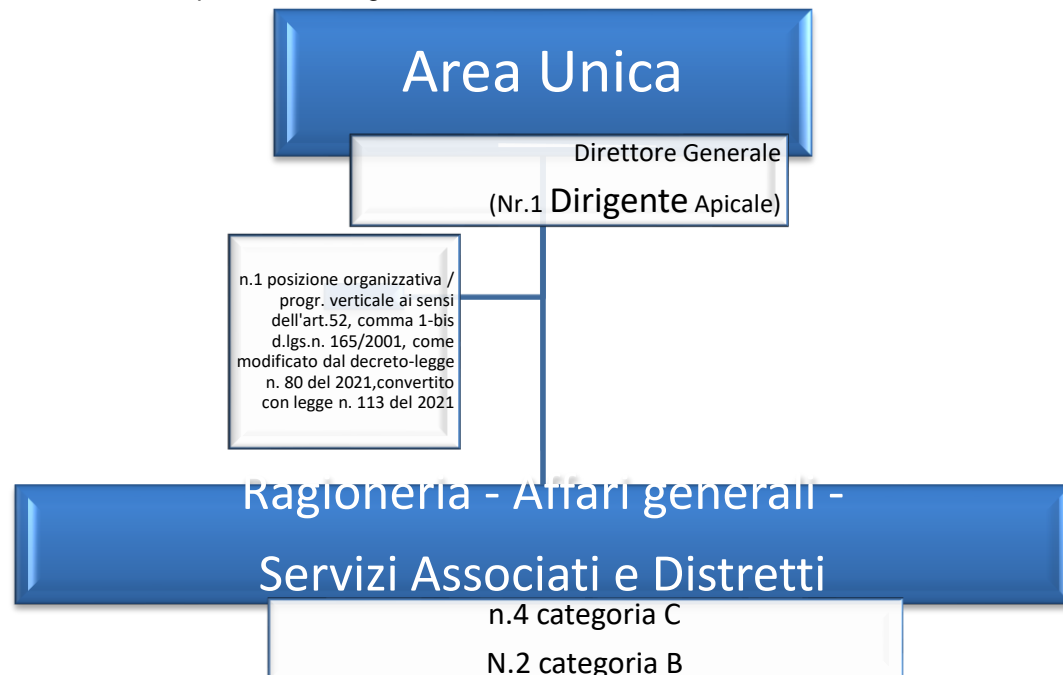 Area Unica
Direttore Generale
(Nr.1 Dirigente Apicale)
n.1 posizione organizzativa /
progr. verticale ai sensi
dell'art.52, comma 1-bis
d.lgs.n. 165/2001, come
modificato dal decreto-legge
n. 80 del 2021,convertito
con legge n. 113 del 2021
Ragioneria - Affari generali -
Servizi Associati e Distretti
n.4 categoria C
N.2 categoria B